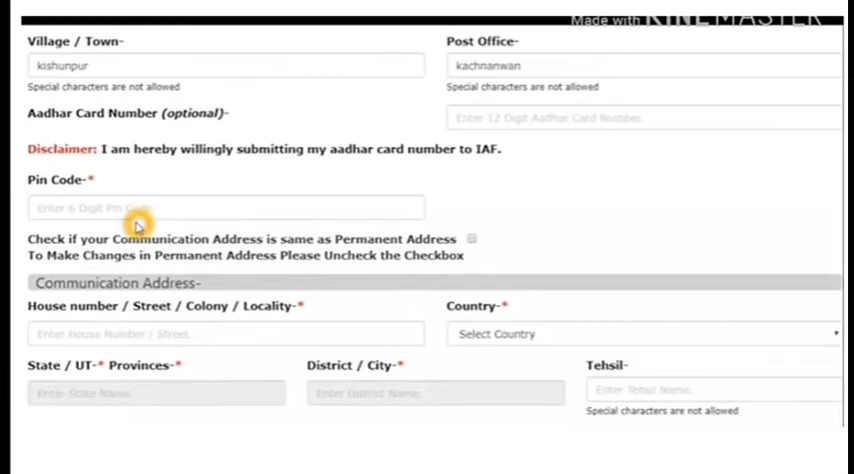 Made with KINEMASTER
Village / Town-
Post Office-
kishunpur
kachnanwan
Special characters are not allowed
Special characters are not allowed
Aadhar Card Number (optional)-
Enter 12 Digit Aadhar Card Number.
Disclaimer: I am hereby willingly submitting my aadhar card number to IAF.
Pin Code-*
Enter 6 Digit Pin Code
Check if your Communication Address is same as Permanent Address
To Make Changes in Permanent Address Please Uncheck the Checkbox
Communication Address-
House number / Street / Colony / Locality-*
Country-*
Enter House Number / Street.
Select Country
State / UT-* Provinces-*
District / City-*
Tehsil-
Enter State Name.
Enter District Name.
Enter Tehsil Name.
Special characters are not allowed